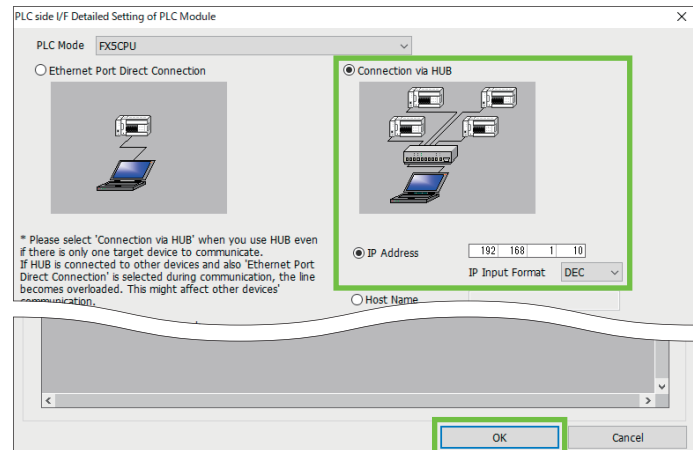 PLC side I/F Detailed Setting of PLC Module
PLC Mode FX5CPU
Ethernet Port Direct Connection
Connection via HUB
* Please select 'Connection via HUB' when you use HUB even
if there is only one target device to communicate.
If HUB is connected to other devices and also 'Ethernet Port
Direct Connection' is selected during communication, the line
becomes overloaded. This might affect other devices'
communication.
IP Address 192 168 1 10
IP Input Format DEC
Host Name
OK
Cancel